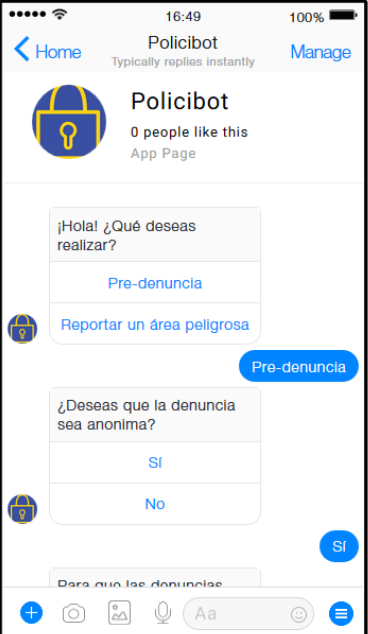 16:49
100%
Home
Policibot
Typically replies instantly
Manage
Policibot
0 people like this
App Page
¡Hola! ¿Qué deseas
realizar?
Pre-denuncia
Reportar un área peligrosa
Pre-denuncia
¿Deseas que la denuncia
sea anonima?
Sí
No
Sí
Para que las denuncias
Aa